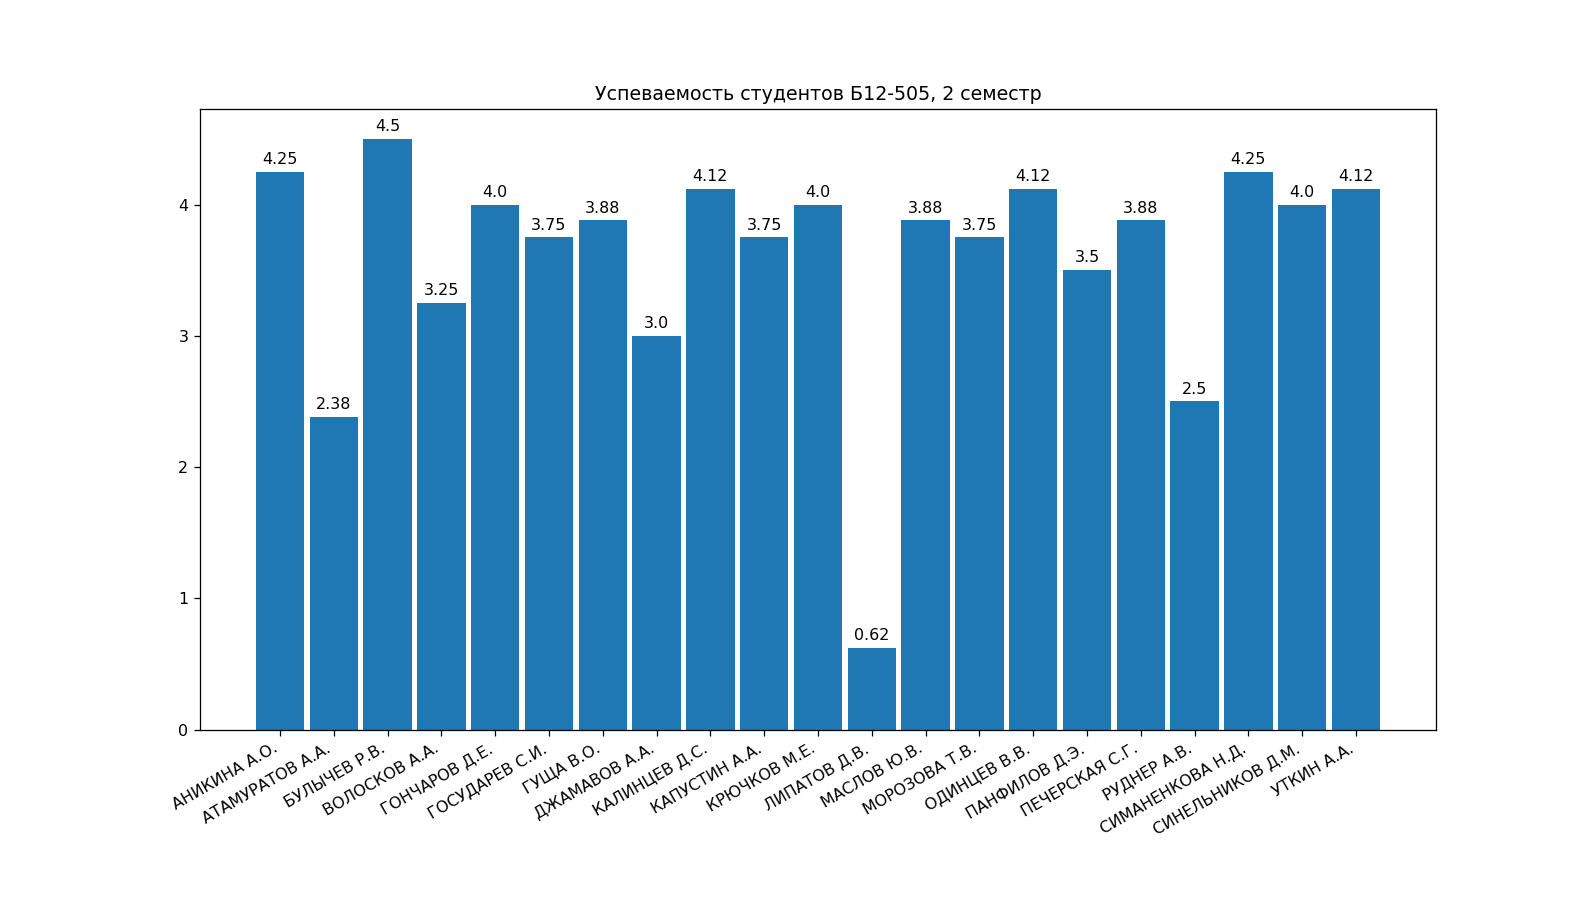 Успеваемость студентов Б12-505, 2 семестр
4.25
2.38
4.5
3.25
4.0
3.75
3.88
3.0
4.12
3.75
4.0
0.62
3.88
3.75
4.12
3.5
3.88
2.5
4.25
4.0
4.12
4
3
2
1
0
АНИКИНА А.О.
АТАМУРАТОВ А.А.
БУЛЫЧЕВ Р.В.
ВОЛОСКОВ А.А.
ГОНЧАРОВ Д.Е.
ГОСУДАРЕВ С.И.
ГУЩА В.О.
ДЖАМАВОВ А.А.
КАЛИНЦЕВ Д.С.
КАПУСТИН А.А.
КРЮЧКОВ М.Е.
ЛИПАТОВ Д.В.
МАСЛОВ Ю.В.
МОРОЗОВА Т.В.
ОДИНЦЕВ В.В.
ПАНФИЛОВ Д.Э.
ПЕЧЕРСКАЯ С.Г.
РУДНЕР А.В.
СИМАНЕНКОВА Н.Д.
СИНЕЛЬНИКОВ Д.М.
УТКИН А.А.